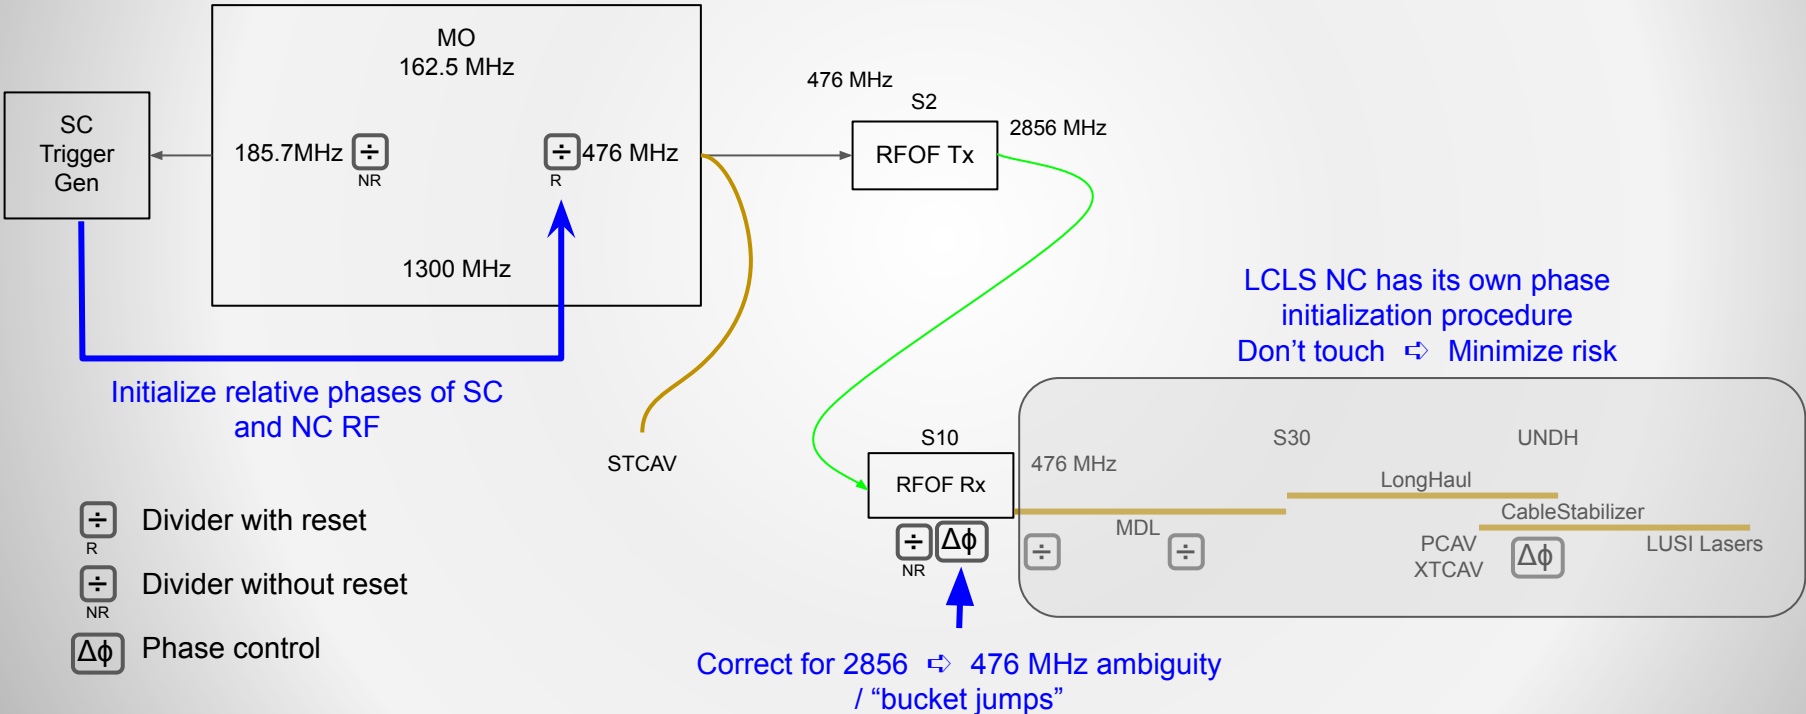 MO
162.5 MHz
SC
Trigger
Gen
185.7MHz
÷
NR
÷
R
476 MHz
1300 MHz
476 MHz
S2
RFOF Tx
2856 MHz
Initialize relative phases of SC
and NC RF
STCAV
LCLS NC has its own phase
initialization procedure
Don't touch ➪ Minimize risk
S10
RFOF Rx
÷
NR
Δϕ
476 MHz
S30
UNDH
LongHaul
CableStabilizer
MDL
÷
÷
PCAV
XTCAV
Δϕ
LUSI Lasers
÷
R
Divider with reset
÷
NR
Divider without reset
Δϕ
Phase control
Correct for 2856 ➪ 476 MHz ambiguity
/ “bucket jumps”